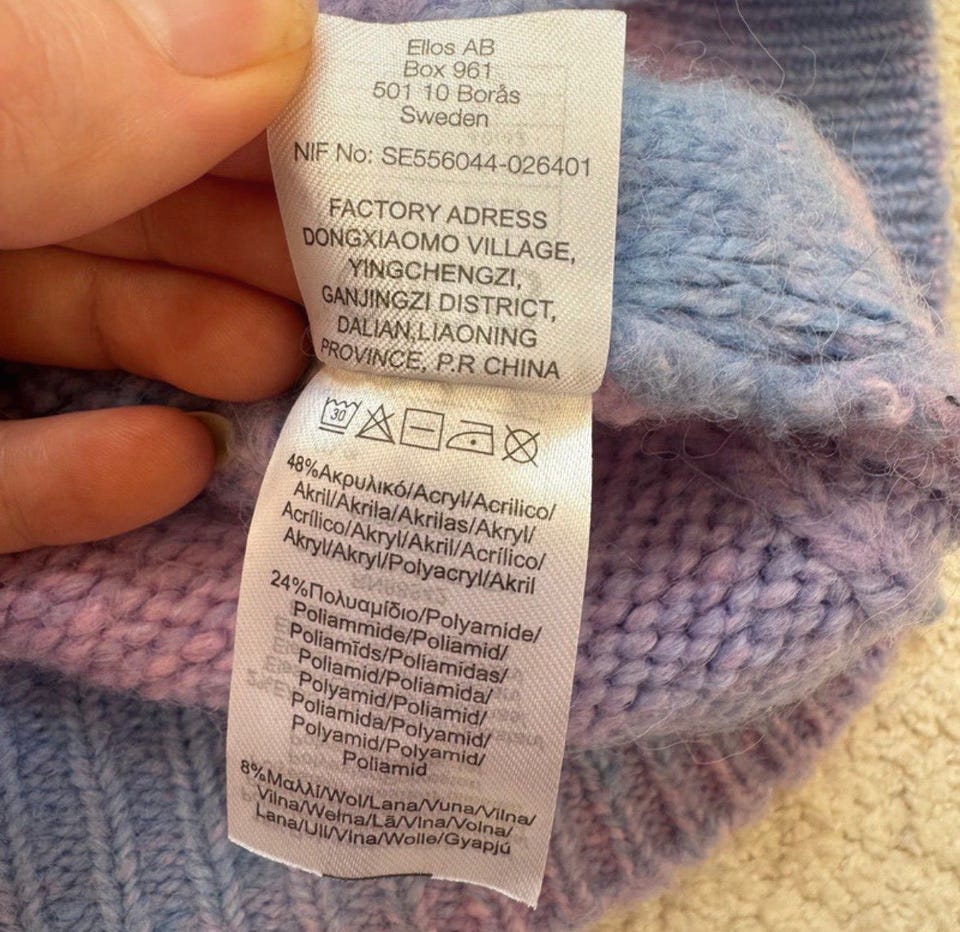 Ellos AB
Box 961
501 10 Borås
Sweden
NIF No: SE556044-026401
FACTORY ADRESS
DONGXIAOMO VILLAGE,
YINGCHENGZI,
GANJINGZI DISTRICT,
DALIAN,LIAONING
PROVINCE, P.R CHINA
30
48%Ακρυλικό/Acryl/Acrilico/
Akril/Akrila/Akrilas/Akryl/
Acrílico/Akryl/Akril/Acrílico/
Akryl/Akryl/Polyacryl/Akril
24%Πολυαμίδιο/Polyamide/
Poliammide/Poliamid/
Poliamīds/Poliamidas/
Poliamid/Poliamida/
Polyamid/Poliamid/
Poliamida/Polyamid/
Polyamid/Polyamid/
Poliamid
8%Μαλλί/Wol/Lana/Vuna/Vilna/
Vilna/Wełna/Lã/Vlna/Volna/
Lana/Ull/Vlna/Wolle/Gyapjú